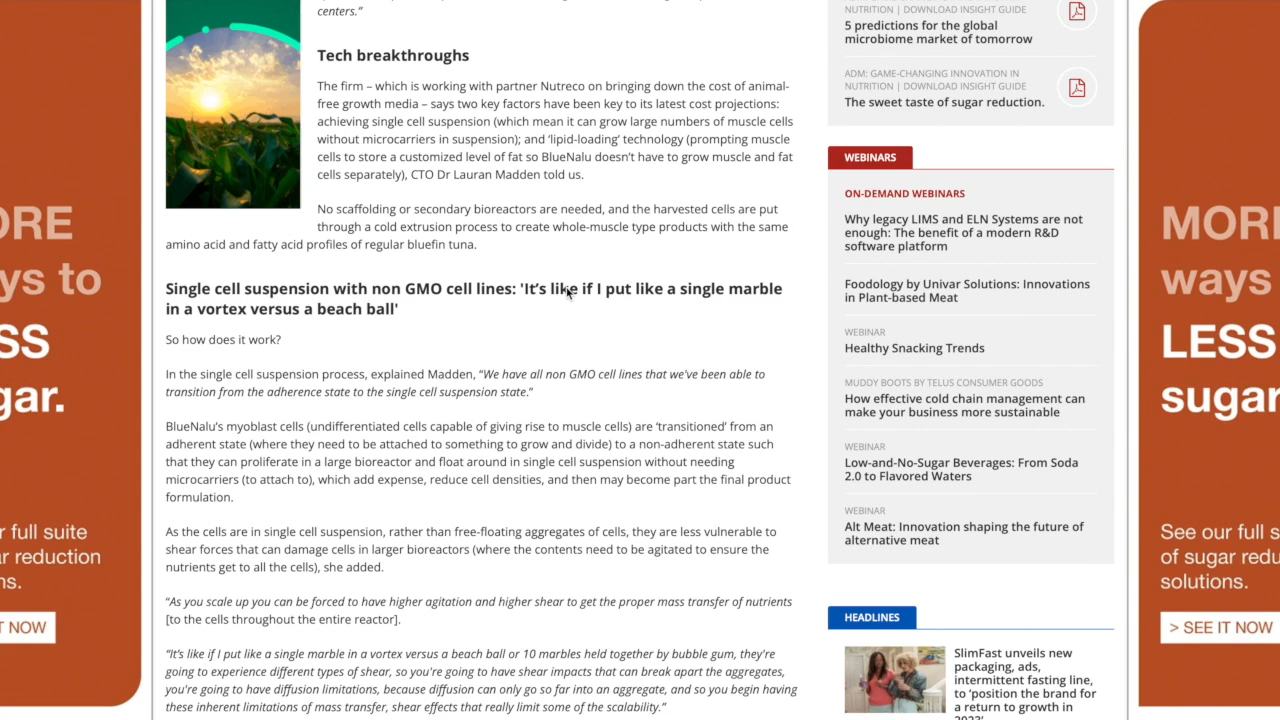 centers.”
Tech breakthroughs
The firm – which is working with partner Nutreco on bringing down the cost of animal-
free growth media – says two key factors have been key to its latest cost projections:
achieving single cell suspension (which mean it can grow large numbers of muscle cells
without microcarriers in suspension); and ‘lipid-loading’ technology (prompting muscle
cells to store a customized level of fat so BlueNalu doesn’t have to grow muscle and fat
cells separately), CTO Dr Lauran Madden told us.
No scaffolding or secondary bioreactors are needed, and the harvested cells are put
through a cold extrusion process to create whole-muscle type products with the same
amino acid and fatty acid profiles of regular bluefin tuna.
Single cell suspension with non GMO cell lines: 'It’s like if I put like a single marble
in a vortex versus a beach ball'
So how does it work?
In the single cell suspension process, explained Madden, “We have all non GMO cell lines that we've been able to
transition from the adherence state to the single cell suspension state.”
BlueNalu’s myoblast cells (undifferentiated cells capable of giving rise to muscle cells) are ‘transitioned’ from an
adherent state (where they need to be attached to something to grow and divide) to a non-adherent state such
that they can proliferate in a large bioreactor and float around in single cell suspension without needing
microcarriers (to attach to), which add expense, reduce cell densities, and then may become part the final product
formulation.
As the cells are in single cell suspension, rather than free-floating aggregates of cells, they are less vulnerable to
shear forces that can damage cells in larger bioreactors (where the contents need to be agitated to ensure the
nutrients get to all the cells), she added.
“As you scale up you can be forced to have higher agitation and higher shear to get the proper mass transfer of nutrients
[to the cells throughout the entire reactor].
“It’s like if I put like a single marble in a vortex versus a beach ball or 10 marbles held together by bubble gum, they're
going to experience different types of shear, so you're going to have shear impacts that can break apart the aggregates,
you're going to have diffusion limitations, because diffusion can only go so far into an aggregate, and so you begin having
these inherent limitations of mass transfer, shear effects that really limit some of the scalability.”
NUTRITION | DOWNLOAD INSIGHT GUIDE
5 predictions for the global
microbiome market of tomorrow
ADM: GAME-CHANGING INNOVATION IN
NUTRITION | DOWNLOAD INSIGHT GUIDE
The sweet taste of sugar reduction.
WEBINARS
ON-DEMAND WEBINARS
Why legacy LIMS and ELN Systems are not
enough: The benefit of a modern R&D
software platform
Foodology by Univar Solutions: Innovations
in Plant-based Meat
WEBINAR
Healthy Snacking Trends
MUDDY BOOTS BY TELUS CONSUMER GOODS
How effective cold chain management can
make your business more sustainable
WEBINAR
Low-and-No-Sugar Beverages: From Soda
2.0 to Flavored Waters
WEBINAR
Alt Meat: Innovation shaping the future of
alternative meat
HEADLINES
SlimFast unveils new
packaging, ads,
intermittent fasting line,
to ‘position the brand for
a return to growth in
2023’
ORE
ys to
SS
gar.
r full suite
ar reduction
ns.
T NOW
MORE
ways
LESS
sugar
See our full s
of sugar redu
solutions.
> SEE IT NOW